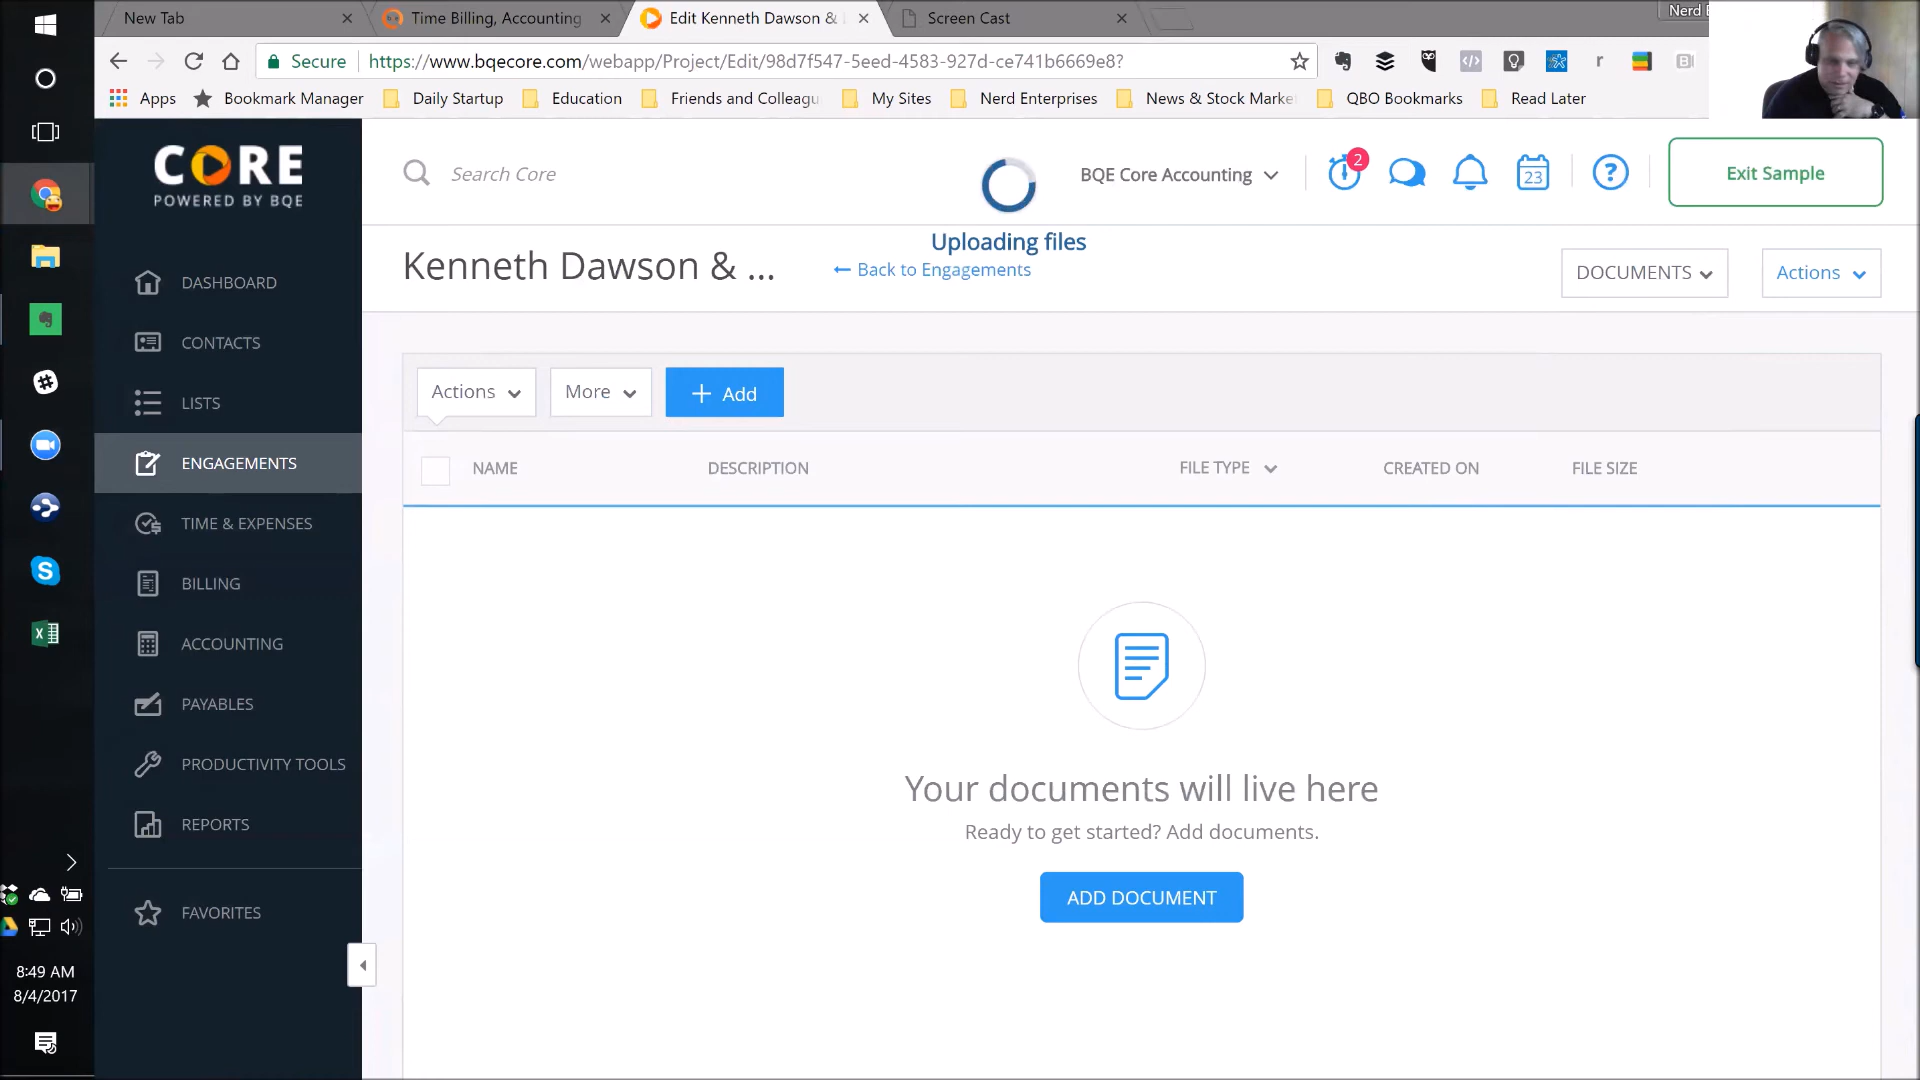 New Tab
Time Billing, Accounting
Edit Kenneth Dawson &
Screen Cast
Nerd
Secure
https://www.bqecore.com/webapp/Project/Edit/98d7f547-5eed-4583-927d-ce741b6669e8?
Apps
Bookmark Manager
Daily Startup
Education
Friends and Colleagu
My Sites
Nerd Enterprises
News & Stock Marke
QBO Bookmarks
Read Later
CORE
POWERED BY BQE
Search Core
BQE Core Accounting
2
23
?
Exit Sample
Uploading files
Kenneth Dawson & ...
Back to Engagements
DOCUMENTS
Actions
DASHBOARD
CONTACTS
LISTS
ENGAGEMENTS
TIME & EXPENSES
BILLING
ACCOUNTING
PAYABLES
PRODUCTIVITY TOOLS
REPORTS
FAVORITES
Actions
More
+ Add
NAME
DESCRIPTION
FILE TYPE
CREATED ON
FILE SIZE
Your documents will live here
Ready to get started? Add documents.
ADD DOCUMENT
8:49 AM
8/4/2017